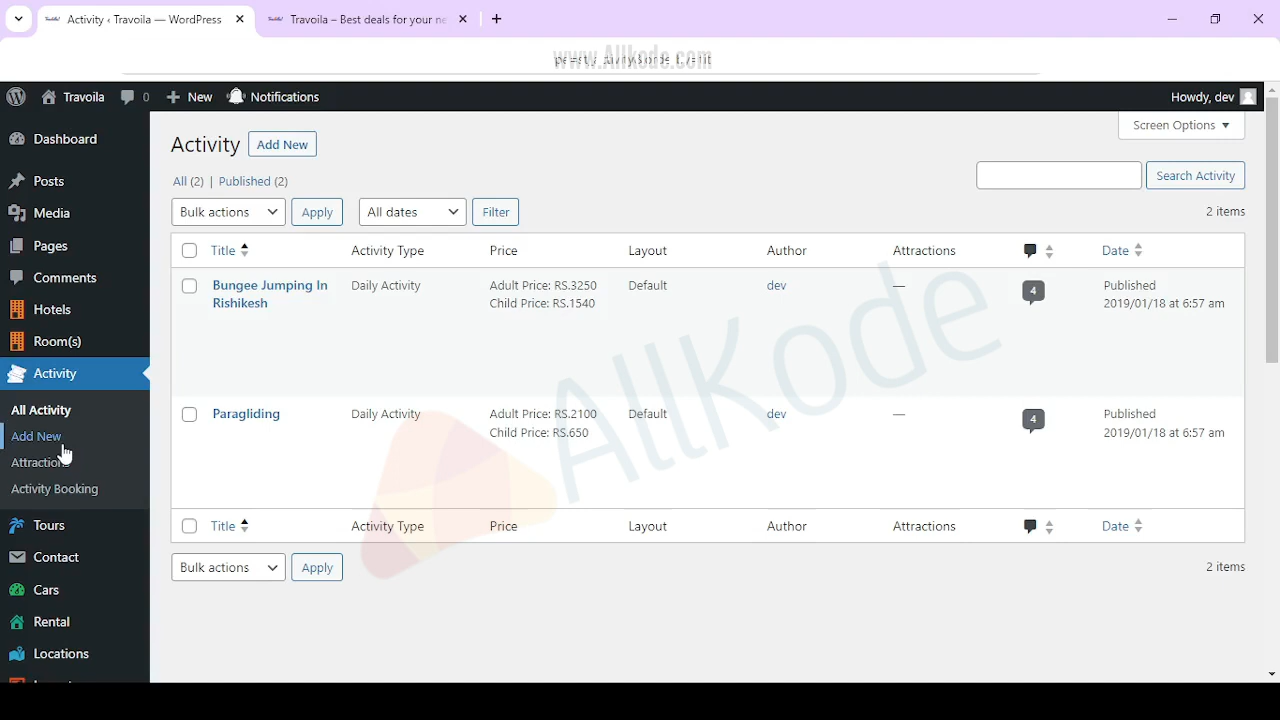 Activity ‹ Travoila — WordPress
Travoila – Best deals for your ne
www.Allkode.com
Travoila
0
New
Notifications
Howdy, dev
Dashboard
Posts
Media
Pages
Comments
Hotels
Room(s)
Activity
All Activity
Add New
Attractions
Activity Booking
Tours
Contact
Cars
Rental
Locations
Activity Add New
Screen Options
All (2) | Published (2)
Search Activity
Bulk actions Apply All dates Filter
2 items
Title Activity Type Price Layout Author Attractions Date
Bungee Jumping In Rishikesh
Daily Activity
Adult Price: RS.3250
Child Price: RS.1540
Default
dev
—
4
Published
2019/01/18 at 6:57 am
Paragliding
Daily Activity
Adult Price: RS.2100
Child Price: RS.650
Default
dev
—
4
Published
2019/01/18 at 6:57 am
Title Activity Type Price Layout Author Attractions Date
Bulk actions Apply
2 items
AllKode